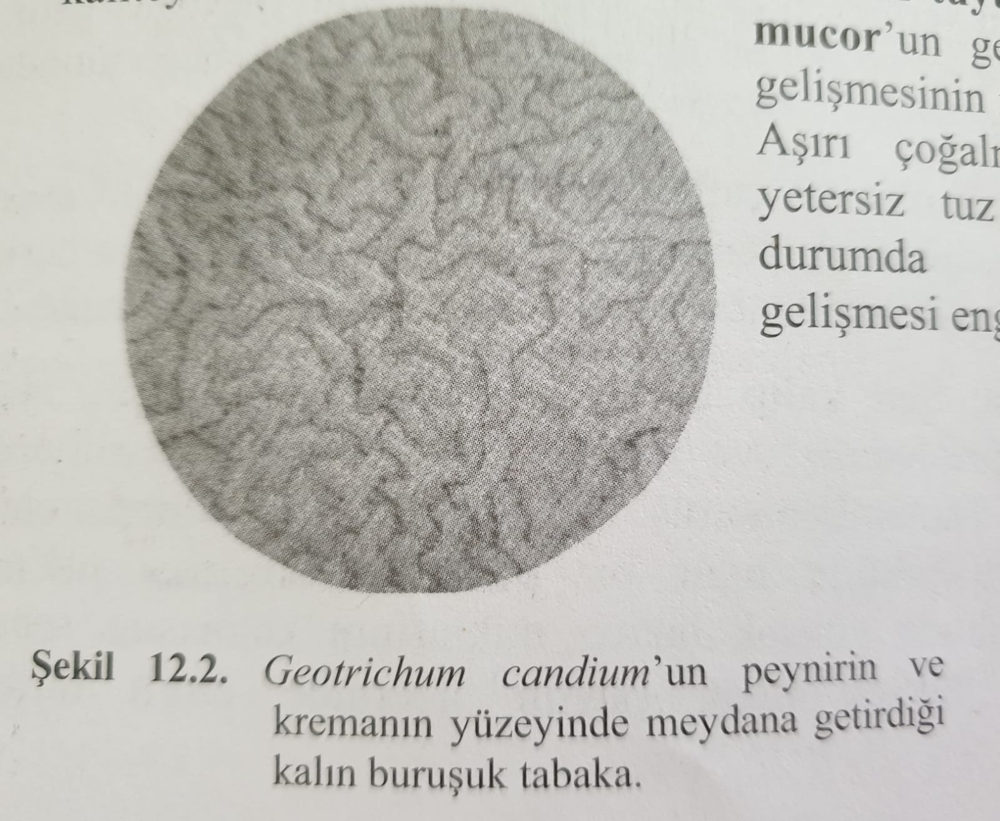 mucor'un
gelişmesinin
Aşırı
yetersiz tuz
durumda
gelişmesi
Şekil 12.2. Geotrichum candium'un peynirin ve
kremanın yüzeyinde meydana getirdiği
kalın buruşuk tabaka.